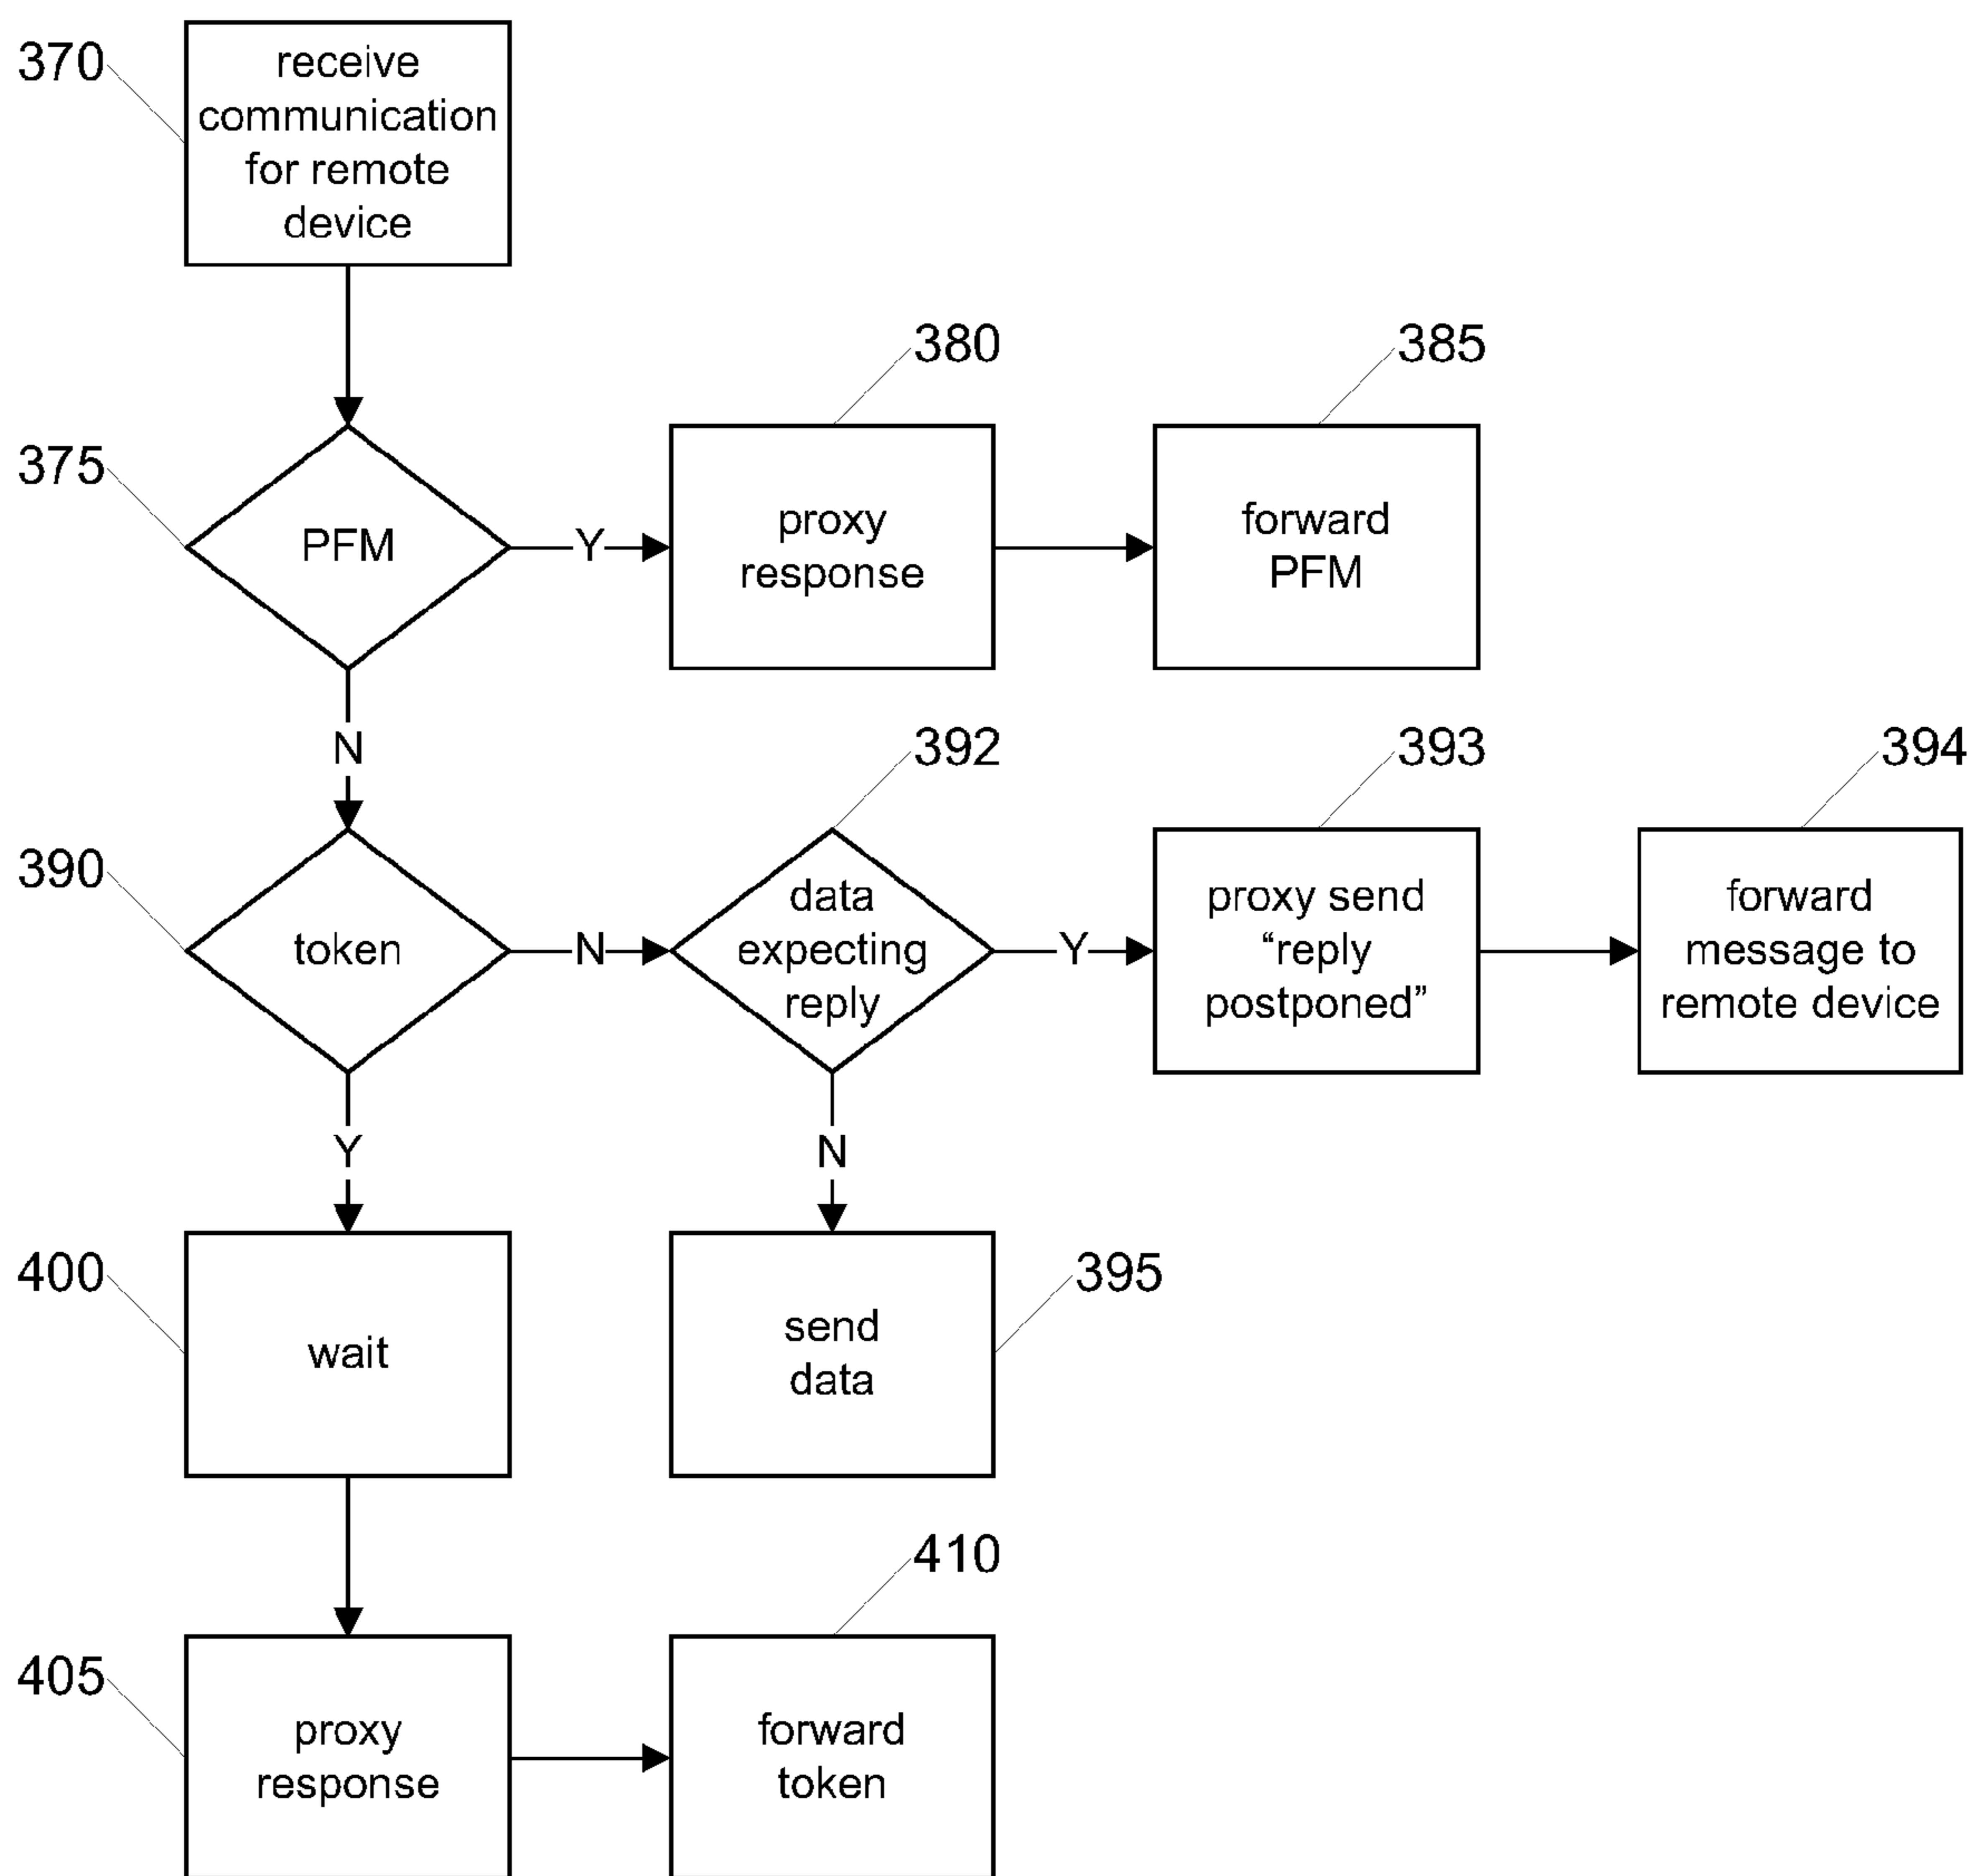 370
receive
communication
for remote
device
380
385
375
PFM
Y
proxy
response
forward
PFM
N
392
393
394
390
token
N
data
expecting
reply
Y
proxy send
“reply
postponed”
forward
message to
remote device
Y
N
400
wait
send
data
395
410
405
proxy
response
forward
token